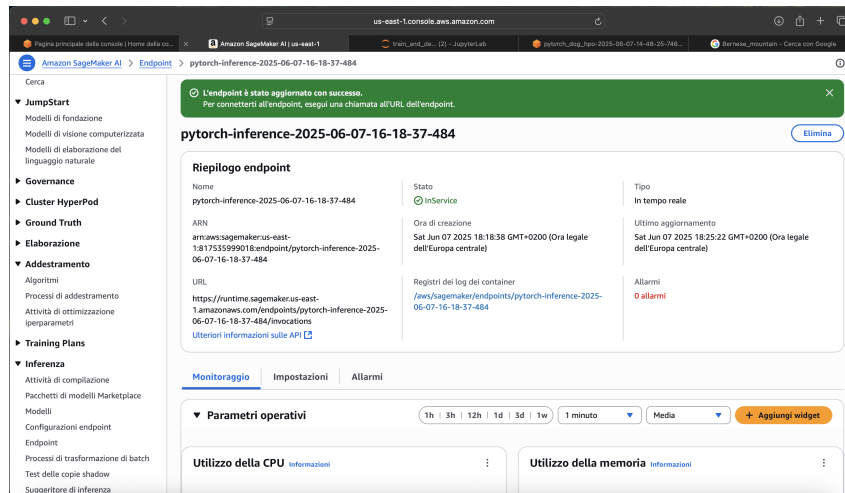 us-east-1.console.aws.amazon.com
Pagina principale della console | Home della co...
Amazon SageMaker AI | us-east-1
train_and_de... (2) - JupyterLab
pytorch_dog_hpo-2025-06-07-14-48-25-746...
Bernese_mountain - Cerca con Google
Amazon SageMaker AI > Endpoint > pytorch-inference-2025-06-07-16-18-37-484
Cerca
JumpStart
Modelli di fondazione
Modelli di visione computerizzata
Modelli di elaborazione del
linguaggio naturale
Governance
Cluster HyperPod
Ground Truth
Elaborazione
Addestramento
Algoritmi
Processi di addestramento
Attività di ottimizzazione
iperparametri
Training Plans
Inferenza
Attività di compilazione
Pacchetti di modelli Marketplace
Modelli
Configurazioni endpoint
Endpoint
Processi di trasformazione di batch
Test delle copie shadow
Suggeritore di inferenza
L'endpoint è stato aggiornato con successo.
Per connetterti all'endpoint, esegui una chiamata all'URL dell'endpoint.
pytorch-inference-2025-06-07-16-18-37-484
Elimina
Riepilogo endpoint
Nome
pytorch-inference-2025-06-07-16-18-37-484
Stato
InService
Tipo
In tempo reale
ARN
arn:aws:sagemaker:us-east-
1:817535999018:endpoint/pytorch-inference-2025-
06-07-16-18-37-484
Ora di creazione
Sat Jun 07 2025 18:18:38 GMT+0200 (Ora legale
dell'Europa centrale)
Ultimo aggiornamento
Sat Jun 07 2025 18:25:22 GMT+0200 (Ora legale
dell'Europa centrale)
URL
https://runtime.sagemaker.us-east-
1.amazonaws.com/endpoints/pytorch-inference-2025-
06-07-16-18-37-484/invocations
Ulteriori informazioni sulle API
Registri dei log dei container
/aws/sagemaker/endpoints/pytorch-inference-2025-
06-07-16-18-37-484
Allarmi
0 allarmi
Monitoraggio
Impostazioni
Allarmi
Parametri operativi
1h | 3h | 12h | 1d | 3d | 1w
1 minuto
Media
+ Aggiungi widget
Utilizzo della CPU Informazioni
Utilizzo della memoria Informazioni